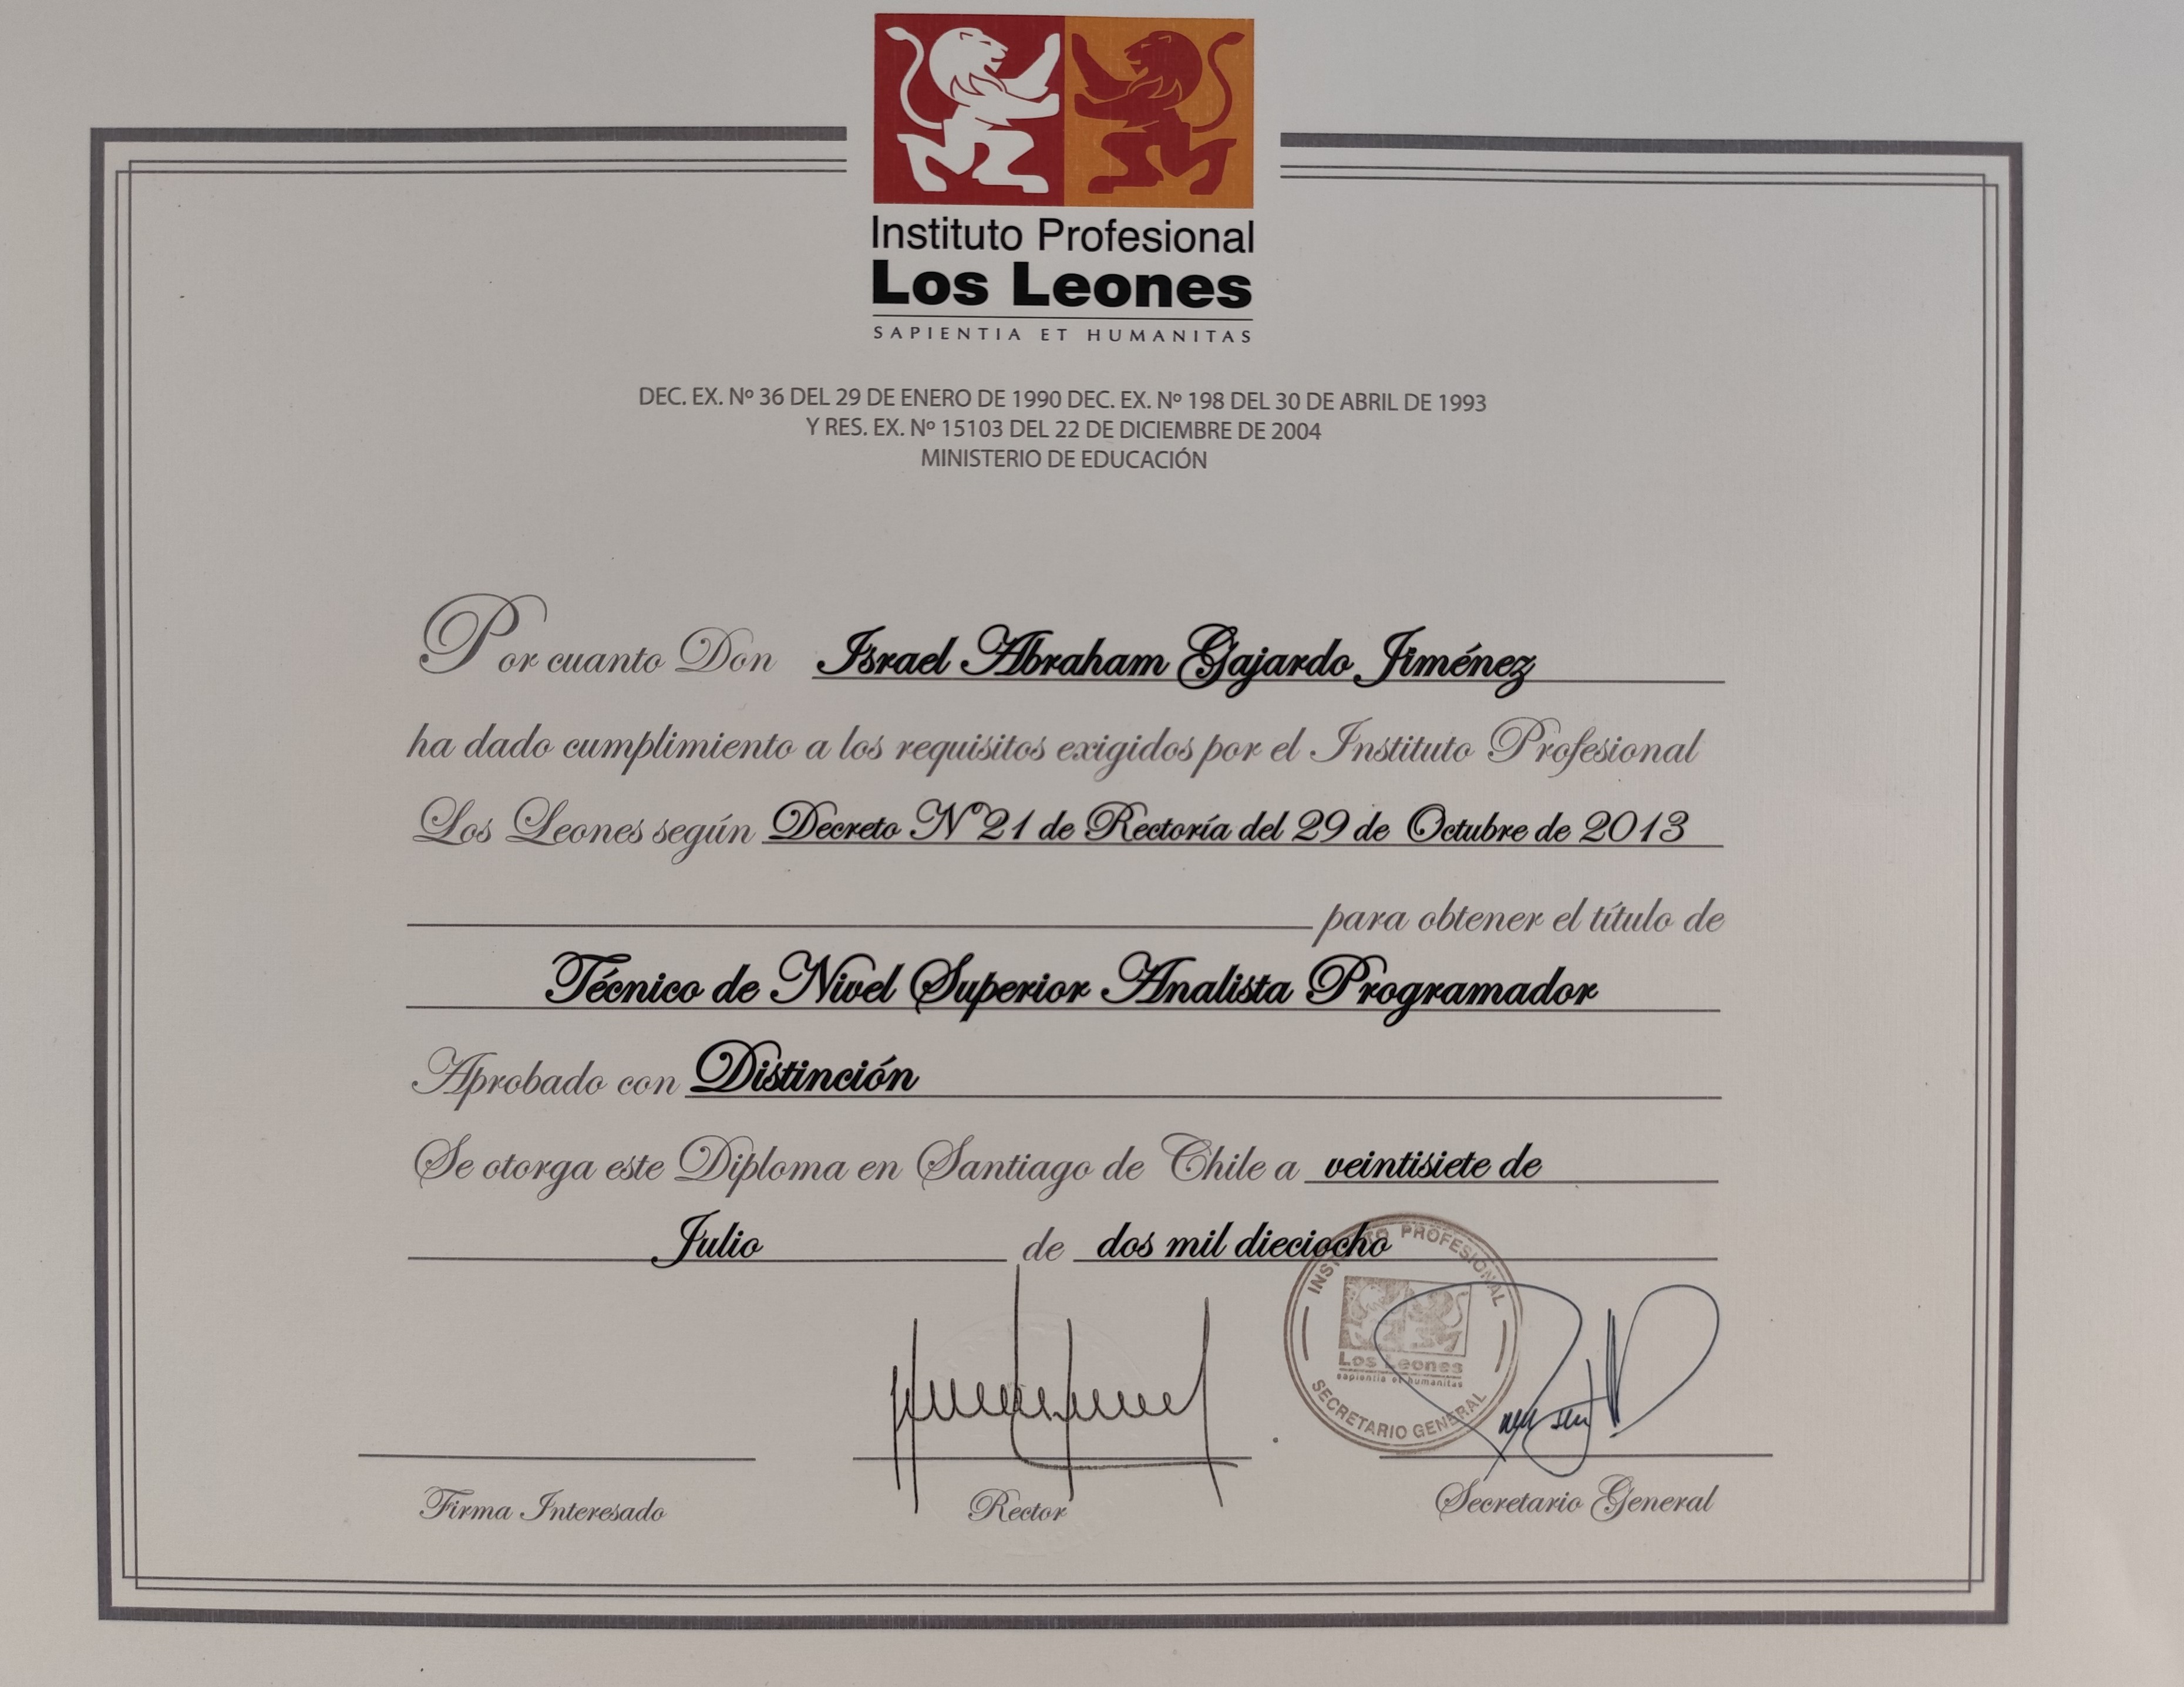 Instituto Profesional
Los Leones
SAPIENTIA ET HUMANITAS
DEC. EX. Nº 36 DEL 29 DE ENERO DE 1990 DEC. EX. Nº 198 DEL 30 DE ABRIL DE 1993
Y RES. EX. Nº 15103 DEL 22 DE DICIEMBRE DE 2004
MINISTERIO DE EDUCACIÓN
Por cuanto Don Israel Abraham Gajardo Jiménez
ha dado cumplimiento a los requisitos exigidos por el Instituto Profesional
Los Leones según Decreto N°21 de Rectoría del 29 de Octubre de 2013
para obtener el título de
Técnico de Nivel Superior Analista Programador
Aprobado con Distinción
Se otorga este Diploma en Santiago de Chile a veintisiete de
Julio de dos mil dieciocho
INSTITUTO PROFESIONAL
Los Leones
sapientia et humanitas
SECRETARIO GENERAL
Firma Interesado
Rector
Secretario General